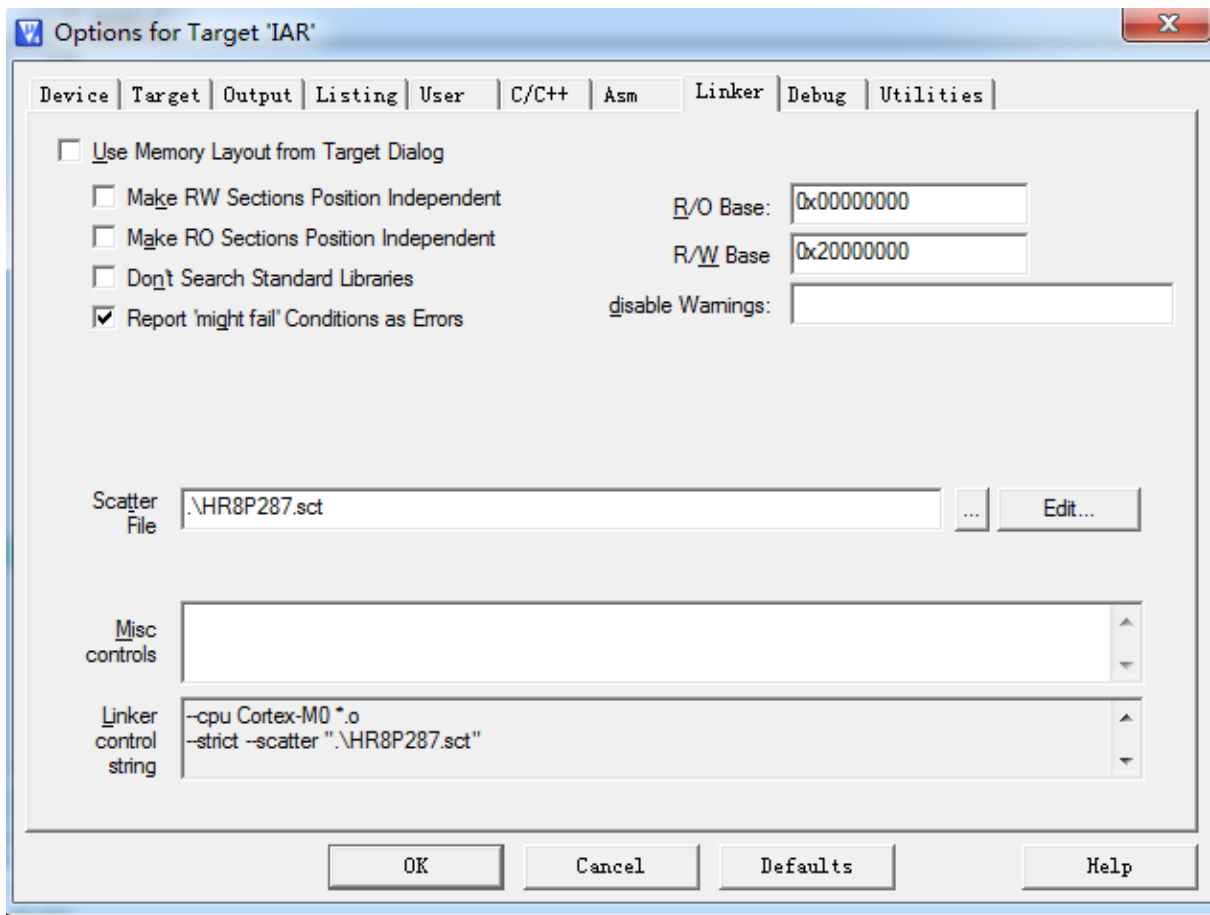 Options for Target 'IAR'
Device Target Output Listing User C/C++ Asm Linker Debug Utilities
Use Memory Layout from Target Dialog
Make RW Sections Position Independent
Make RO Sections Position Independent
Don't Search Standard Libraries
Report 'might fail' Conditions as Errors
R/O Base: 0x00000000
R/W Base 0x20000000
disable Warnings:
Scatter
File
.\HR8P287.sct
... Edit...
Misc
controls
Linker
control
string
--cpu Cortex-M0 *.o
--strict --scatter ".\HR8P287.sct"
OK Cancel Defaults Help